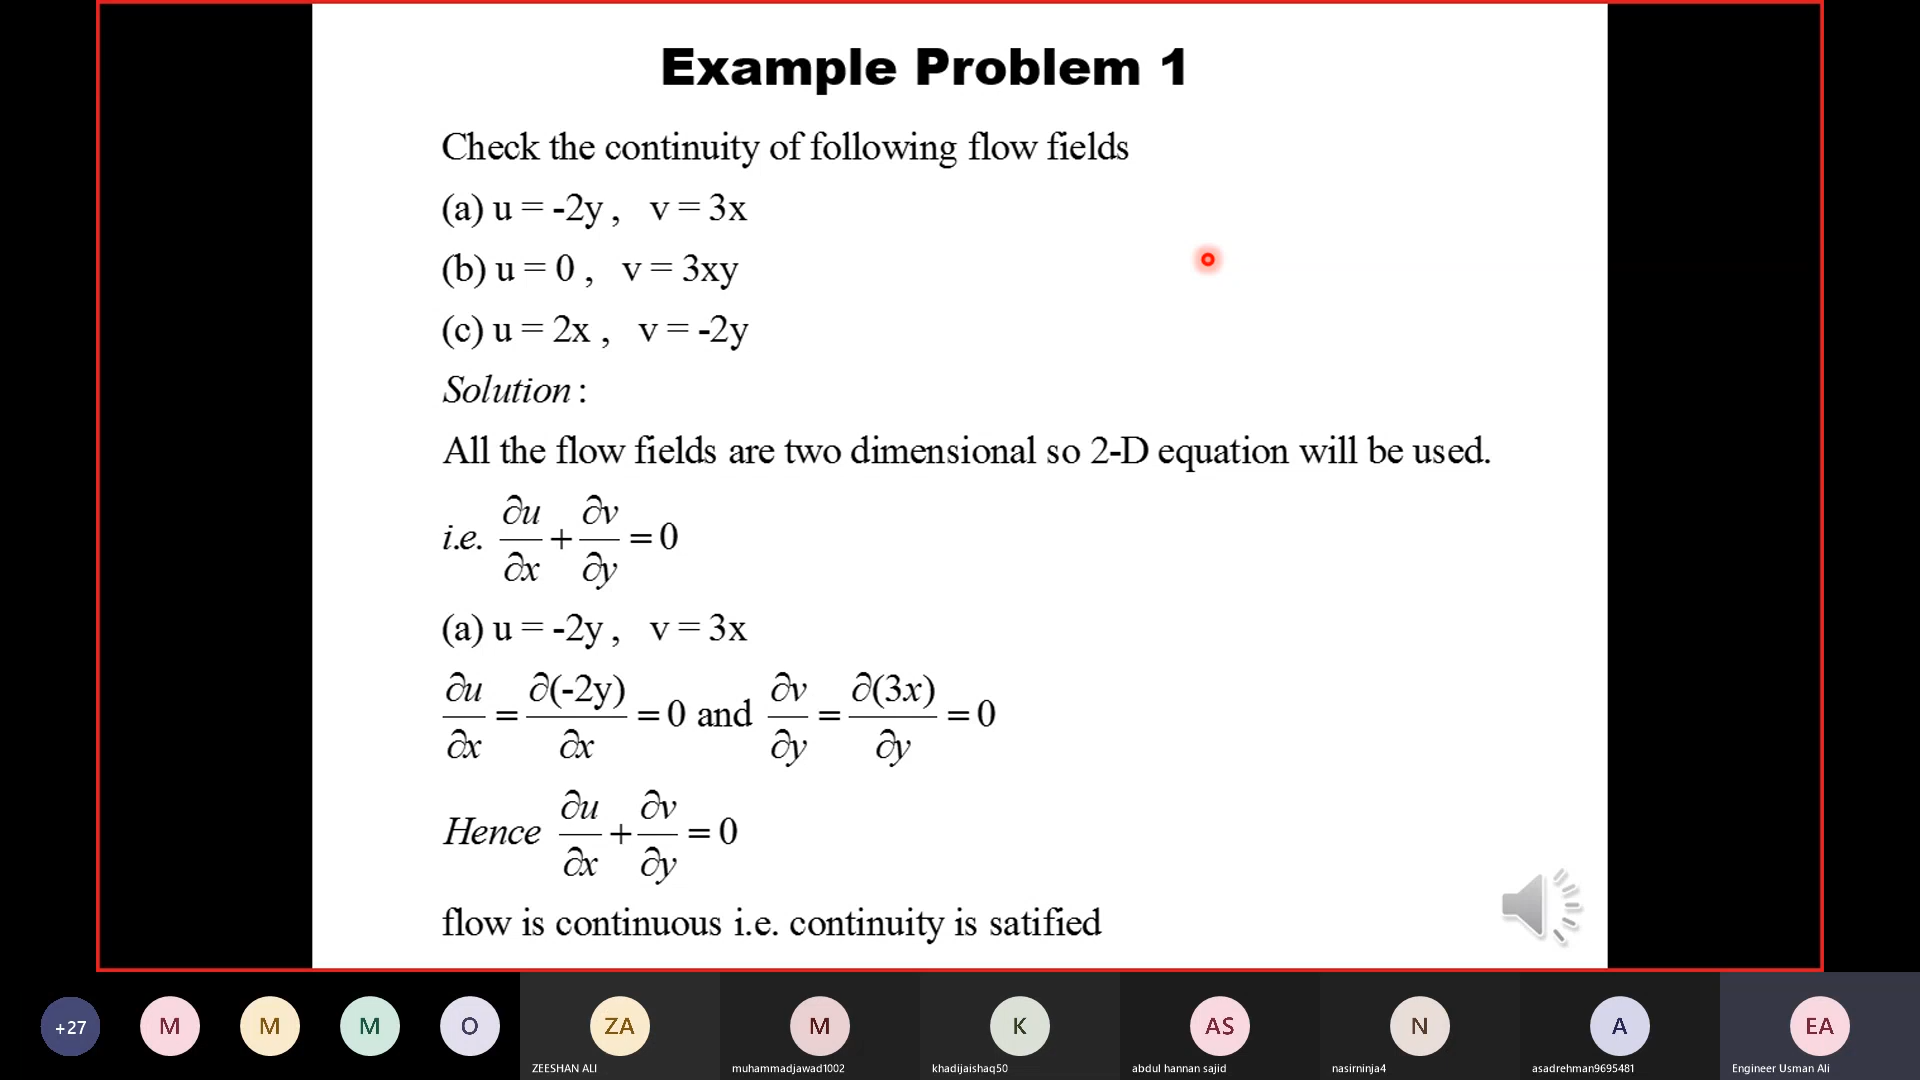 Example Problem 1
Check the continuity of following flow fields
(a) u = -2y ,   v = 3x
(b) u = 0 ,   v = 3xy
(c) u = 2x ,   v = -2y
Solution :
All the flow fields are two dimensional so 2-D equation will be used.
i.e. ∂u/∂x + ∂v/∂y = 0
(a) u = -2y ,   v = 3x
∂u/∂x = ∂(-2y)/∂x = 0 and ∂v/∂y = ∂(3x)/∂y = 0
Hence ∂u/∂x + ∂v/∂y = 0
flow is continuous i.e. continuity is satified
+27 M M M O ZA M K AS N A EA
ZEESHAN ALI muhammadjawad1002 khadijaishaq50 abdul hannan sajid nasirninja4 asadrehman9695481 Engineer Usman Ali